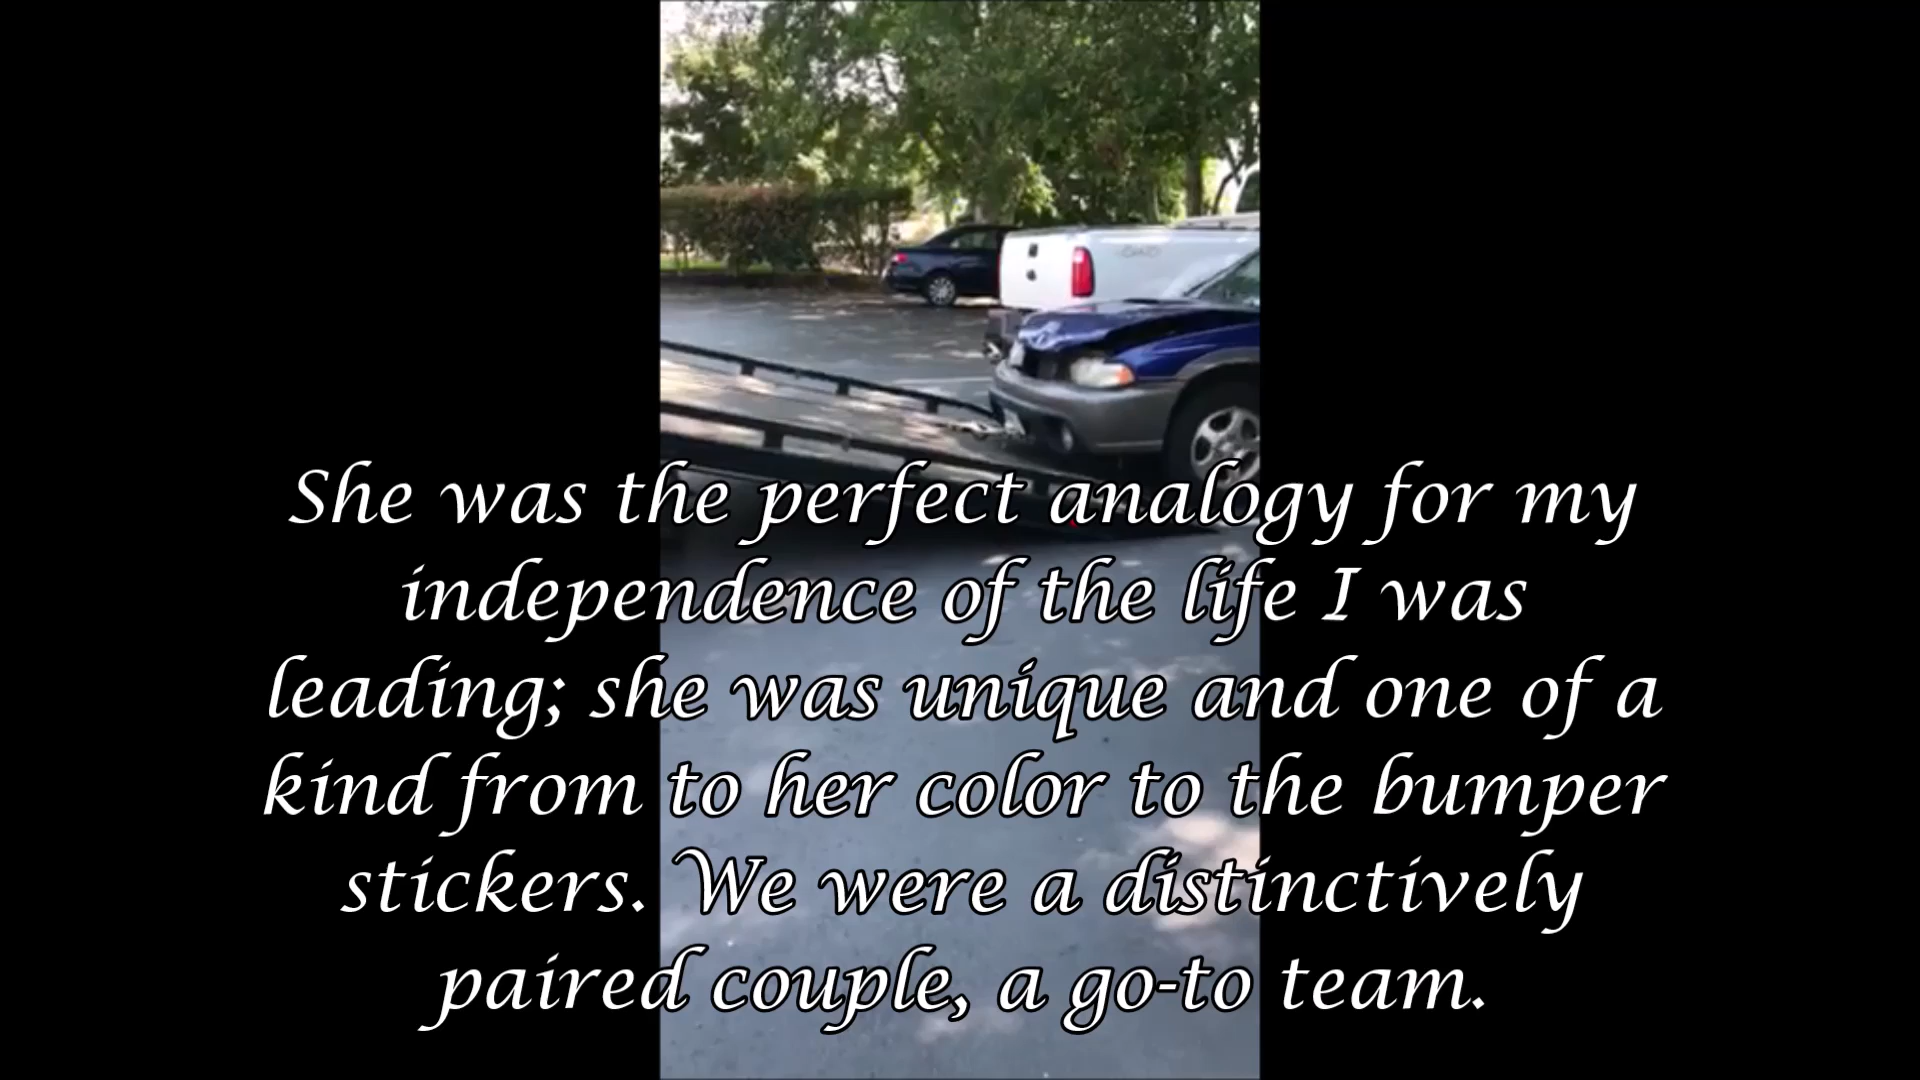 She was the perfect analogy for my
independence of the life I was
leading; she was unique and one of a
kind from to her color to the bumper
stickers. We were a distinctively
paired couple, a go-to team.